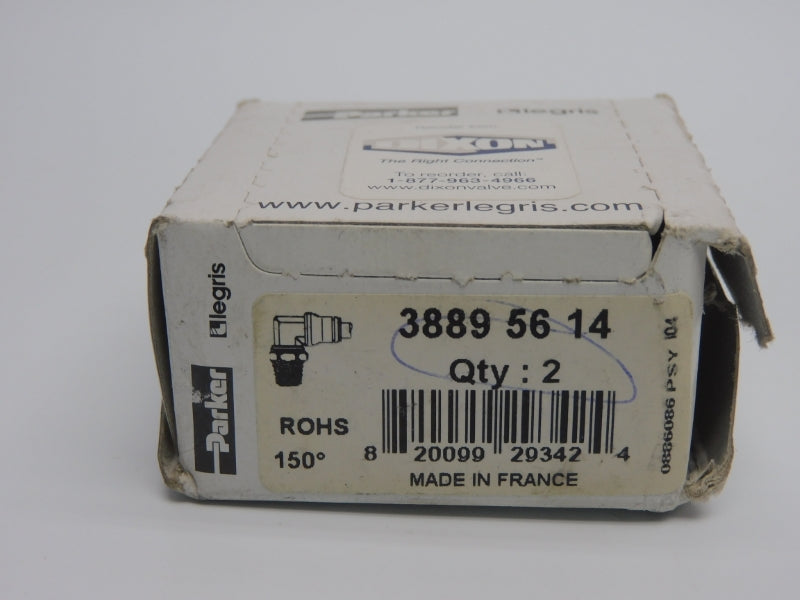 Parker Legris
DIXON
The Right Connection™
To reorder, call:
1-877-963-4966
www.dixonvalve.com
www.parkerlegris.com
Parker Legris
3889 56 14
Qty : 2
ROHS
150°
8 20099 29342 4
MADE IN FRANCE
0886086 PSY 104